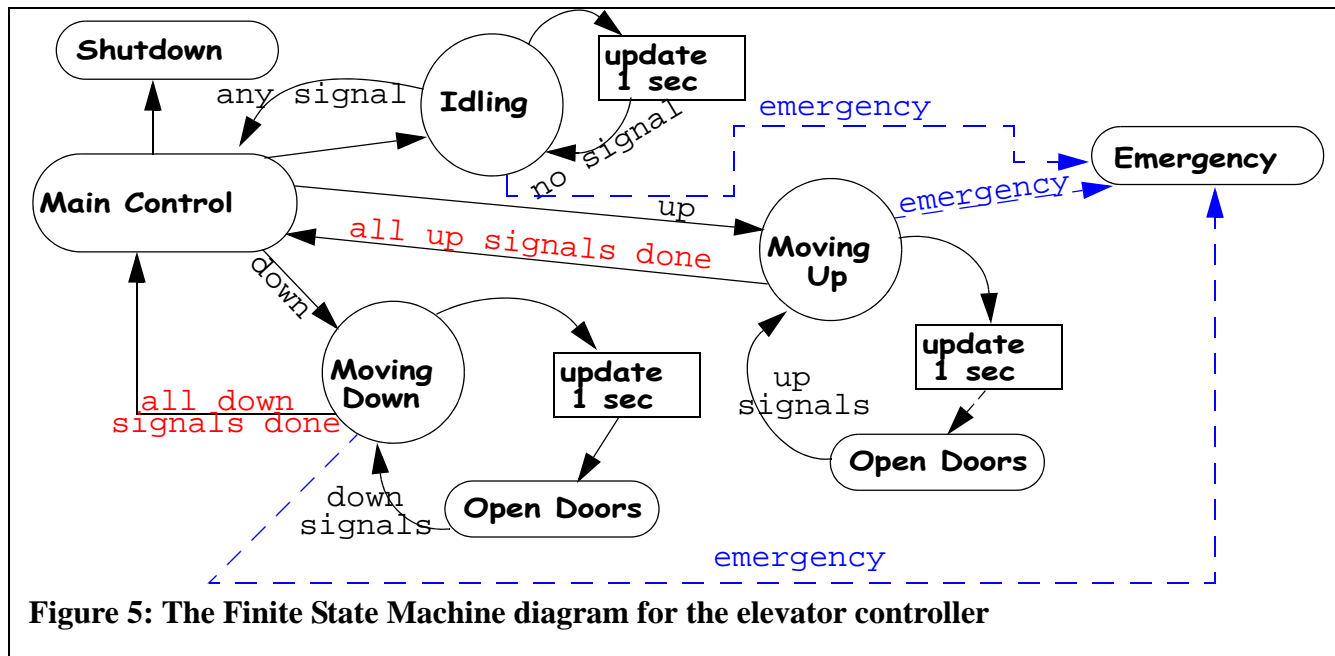 Shutdown
update
1 sec
any signal
Idling
emergency
no signal
Emergency
Main Control
up
emergency
all up signals done
Moving
Up
down
update
1 sec
Moving
Down
update
1 sec
up
signals
all down
signals done
Open Doors
down
signals
Open Doors
emergency
Figure 5: The Finite State Machine diagram for the elevator controller